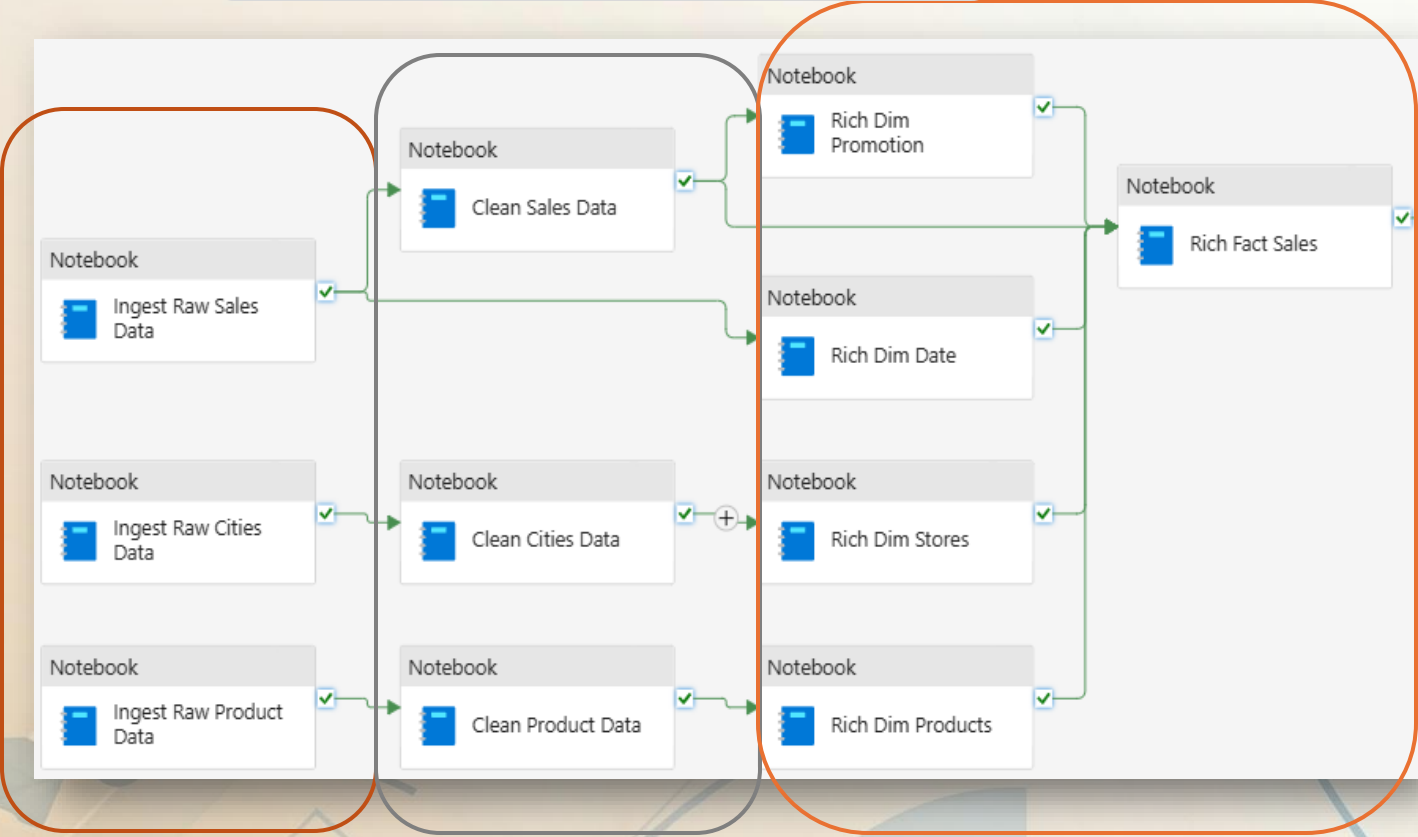 Notebook
Ingest Raw Sales
Data
Notebook
Ingest Raw Cities
Data
Notebook
Ingest Raw Product
Data
Notebook
Clean Sales Data
Notebook
Clean Cities Data
Notebook
Clean Product Data
Notebook
Rich Dim
Promotion
Notebook
Rich Dim Date
Notebook
Rich Dim Stores
Notebook
Rich Dim Products
Notebook
Rich Fact Sales